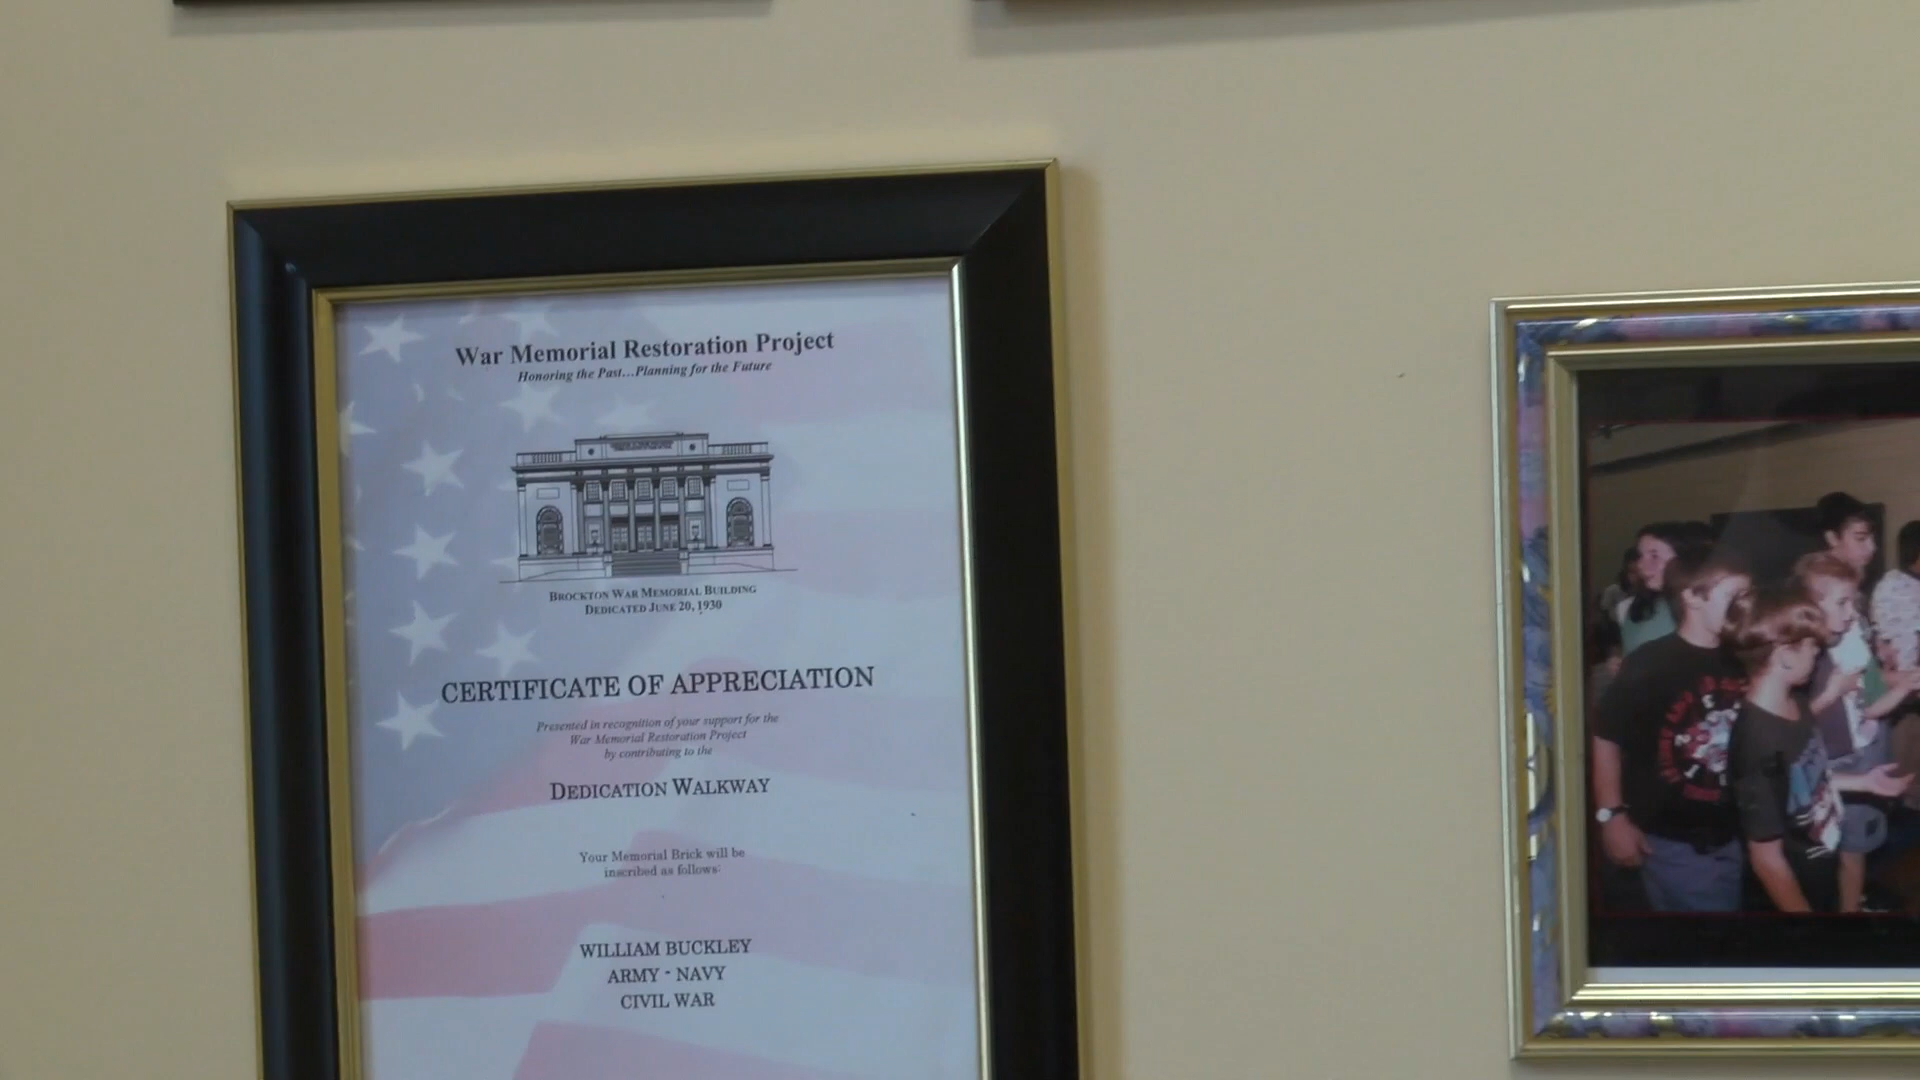 War Memorial Restoration Project
Honoring the Past...Planning for the Future
BROCKTON WAR MEMORIAL BUILDING
DEDICATED JUNE 20, 1930
CERTIFICATE OF APPRECIATION
Presented in recognition of your support for the
War Memorial Restoration Project
by contributing to the
DEDICATION WALKWAY
Your Memorial Brick will be
inscribed as follows:
WILLIAM BUCKLEY
ARMY - NAVY
CIVIL WAR